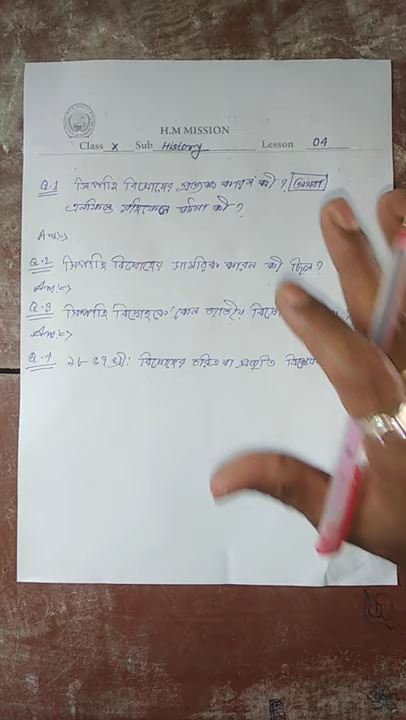 H.M MISSION
Class X Sub History Lesson 04
Q.1 সিপাহি বিদ্রোহের প্রত্যক্ষ কারণ কী? [অথবা]
এনফিল্ড রাইফেলের ঘটনা কী?
Ans:⇒
Q.2 সিপাহি বিদ্রোহের সামরিক কারন কী ছিল?
Ans:⇒
Q.3 সিপাহি বিদ্রোহকে কেন জাতীয় বিদ্রো ?
Ans:⇒
Q.4 ১৮৫৭ খ্রী: বিদ্রোহের চরিত্র বা প্রকৃতি